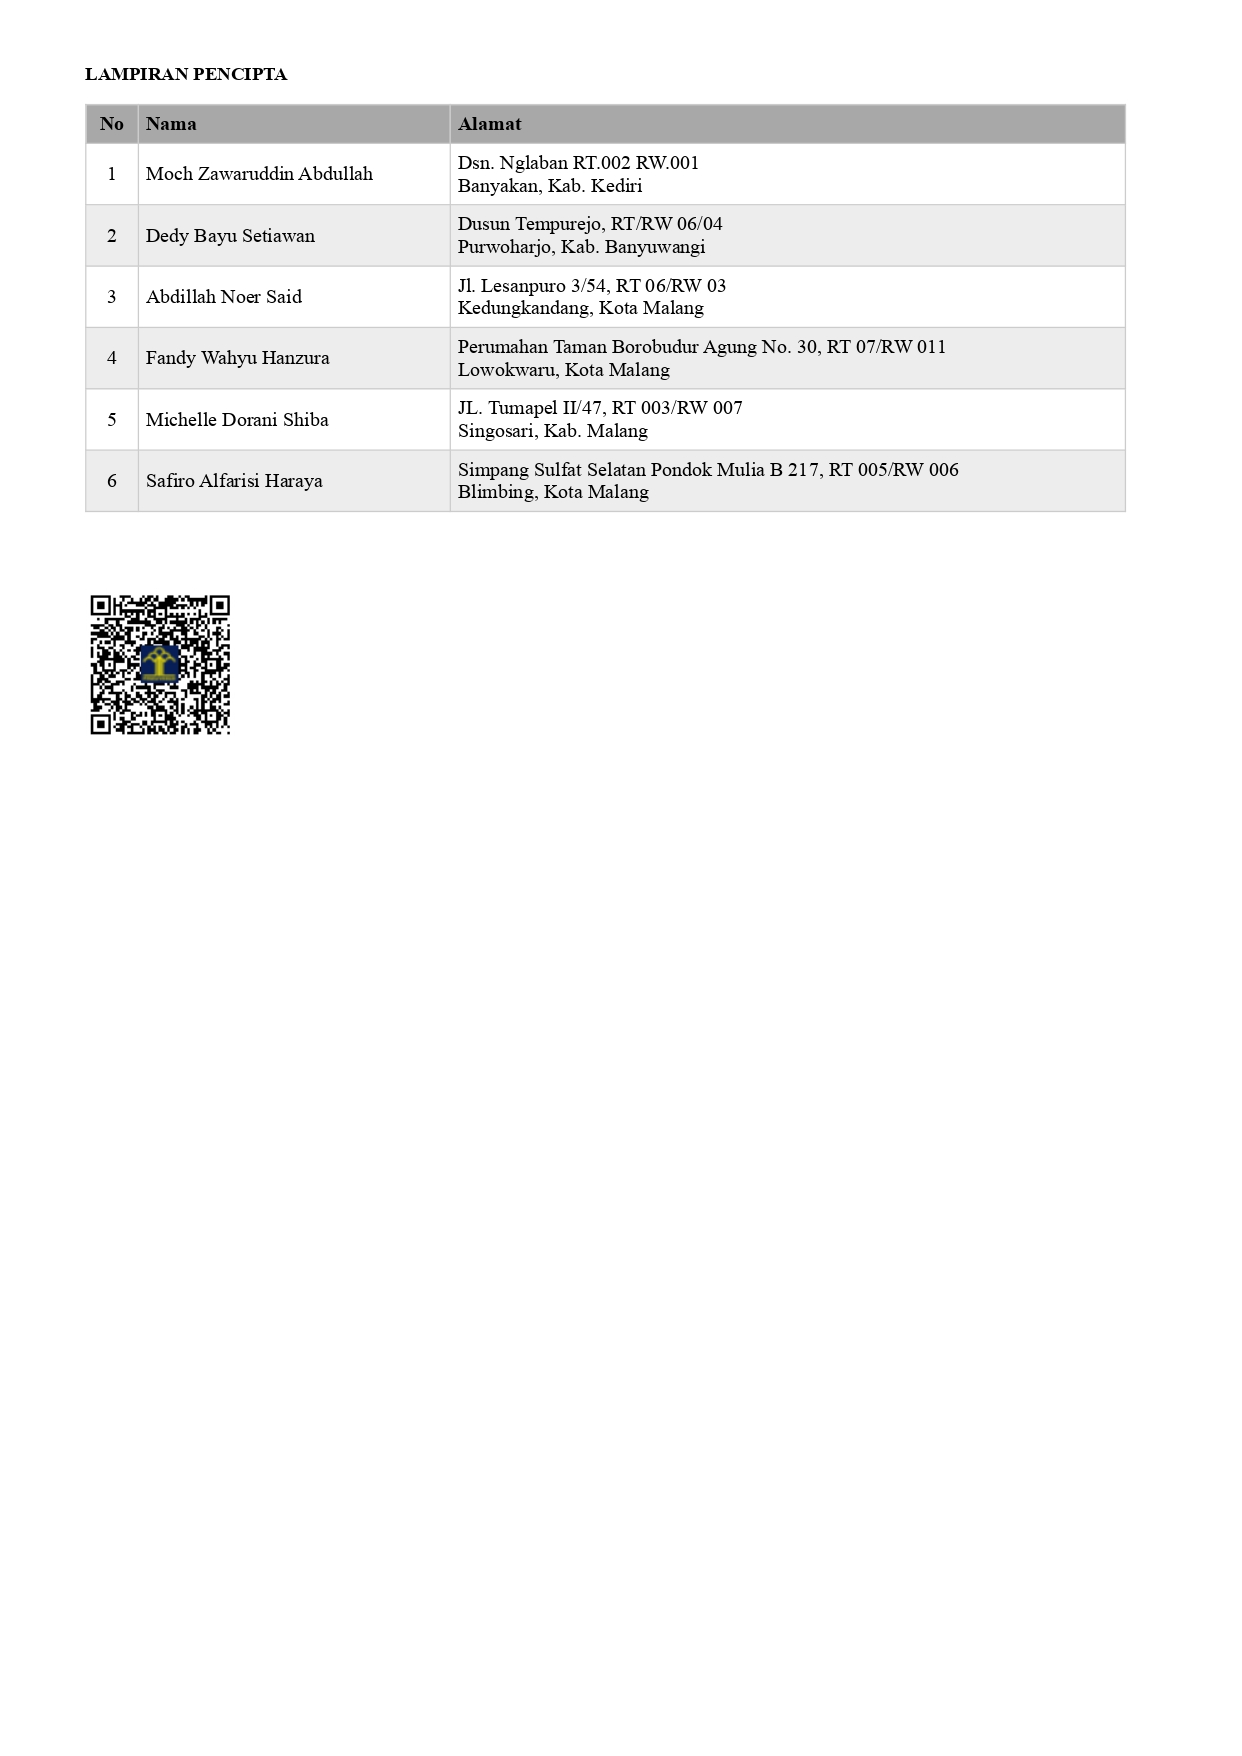 LAMPIRAN PENCIPTA
No Nama Alamat
1 Moch Zawaruddin Abdullah Dsn. Nglaban RT.002 RW.001
Banyakan, Kab. Kediri
2 Dedy Bayu Setiawan Dusun Tempurejo, RT/RW 06/04
Purwoharjo, Kab. Banyuwangi
3 Abdillah Noer Said Jl. Lesanpuro 3/54, RT 06/RW 03
Kedungkandang, Kota Malang
4 Fandy Wahyu Hanzura Perumahan Taman Borobudur Agung No. 30, RT 07/RW 011
Lowokwaru, Kota Malang
5 Michelle Dorani Shiba JL. Tumapel II/47, RT 003/RW 007
Singosari, Kab. Malang
6 Safiro Alfarisi Haraya Simpang Sulfat Selatan Pondok Mulia B 217, RT 005/RW 006
Blimbing, Kota Malang